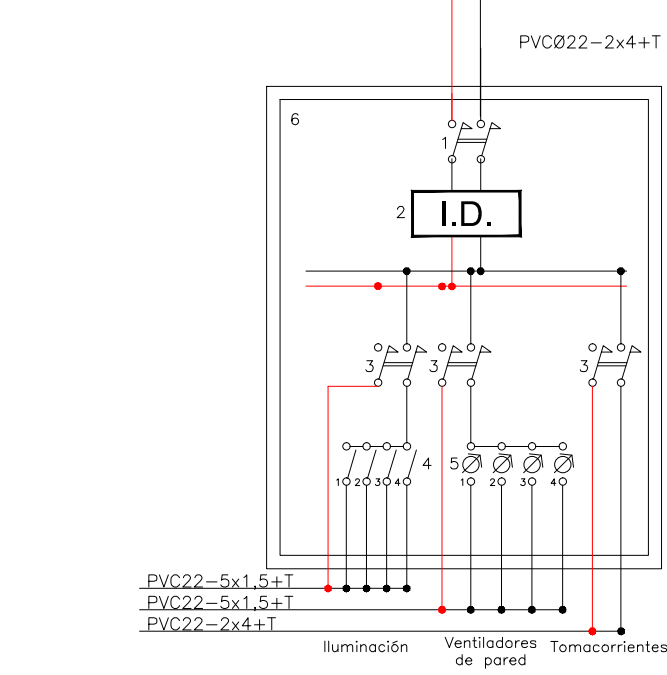 PVCØ22-2x4+T
6
1
2 I.D.
3 3 3
4 5
1 2 3 4 1 2 3 4
PVC22-5x1,5+T
PVC22-5x1,5+T
PVC22-2x4+T
Iluminación
Ventiladores
de pared
Tomacorrientes